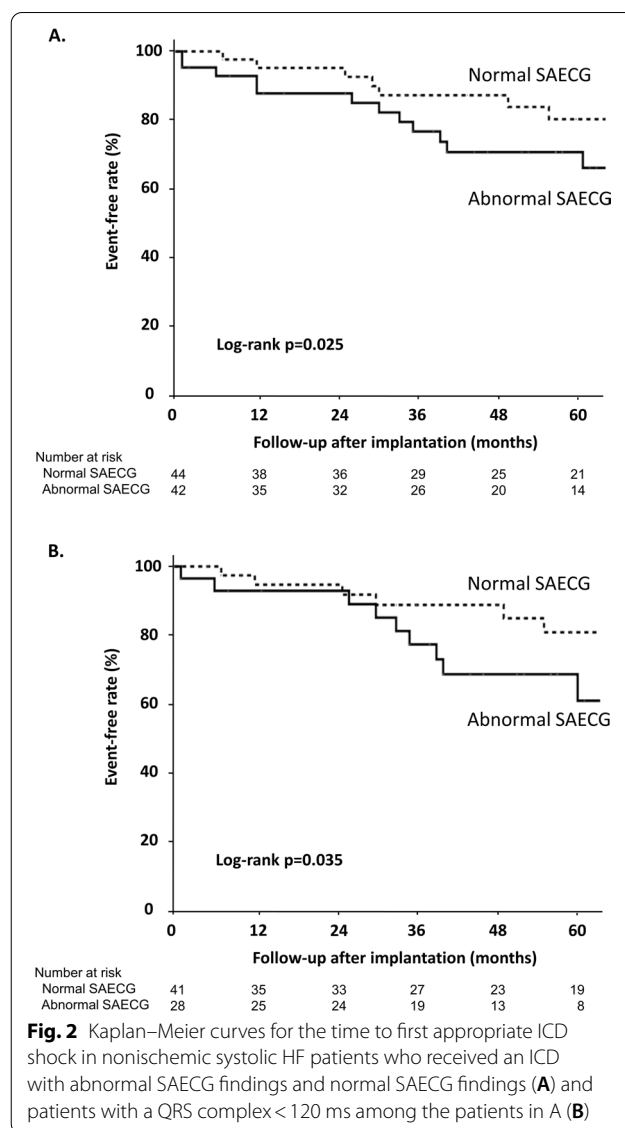 A.
100
80
60
40
20
0
Event-free rate (%)
Normal SAECG
Abnormal SAECG
Log-rank p=0.025
0 12 24 36 48 60
Follow-up after implantation (months)
Number at risk
Normal SAECG 44 38 36 29 25 21
Abnormal SAECG 42 35 32 26 20 14
B.
100
80
60
40
20
0
Event-free rate (%)
Normal SAECG
Abnormal SAECG
Log-rank p=0.035
0 12 24 36 48 60
Follow-up after implantation (months)
Number at risk
Normal SAECG 41 35 33 27 23 19
Abnormal SAECG 28 25 24 19 13 8
Fig. 2 Kaplan–Meier curves for the time to first appropriate ICD
shock in nonischemic systolic HF patients who received an ICD
with abnormal SAECG findings and normal SAECG findings (A) and
patients with a QRS complex < 120 ms among the patients in A (B)